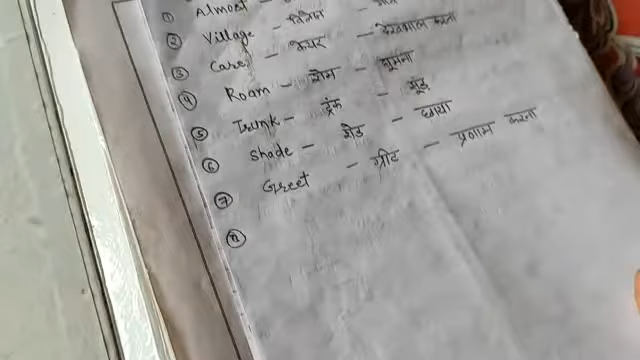 ① Almost -
② Village - विलेज -
③ Care - केयर - देखभाल करना
④ Roam - रोम - घूमना
⑤ Trunk - ट्रंक - सूंड
⑥ Shade - शेड - छाया
⑦ Greet - ग्रीट - प्रणाम करना
⑧